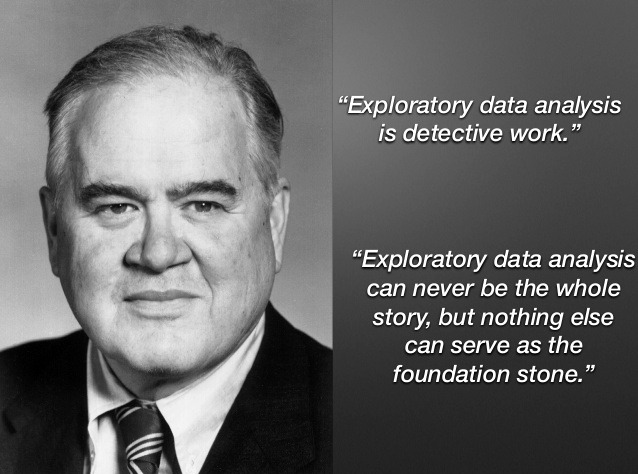 “Exploratory data analysis
is detective work.”
“Exploratory data analysis
can never be the whole
story, but nothing else
can serve as the
foundation stone.”